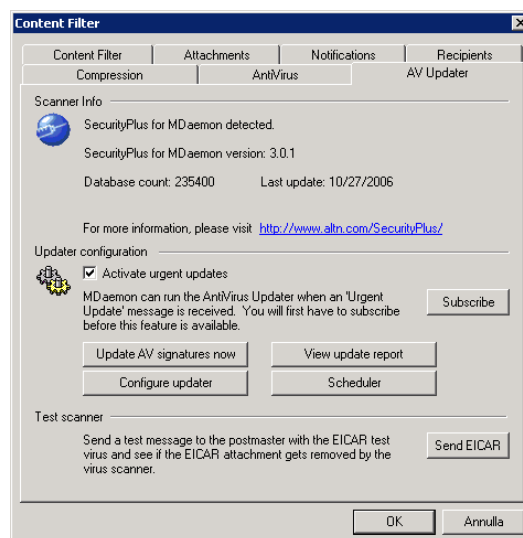 Content Filter
Content Filter
Attachments
Notifications
Recipients
Compression
AntiVirus
AV Updater
Scanner Info
SecurityPlus for MDaemon detected.
SecurityPlus for MDaemon version: 3.0.1
Database count: 235400 Last update: 10/27/2006
For more information, please visit http://www.altn.com/SecurityPlus/
Updater configuration
Activate urgent updates
MDaemon can run the AntiVirus Updater when an 'Urgent
Update' message is received. You will first have to subscribe
before this feature is available.
Subscribe
Update AV signatures now
View update report
Configure updater
Scheduler
Test scanner
Send a test message to the postmaster with the EICAR test
virus and see if the EICAR attachment gets removed by the
virus scanner.
Send EICAR
OK
Annulla